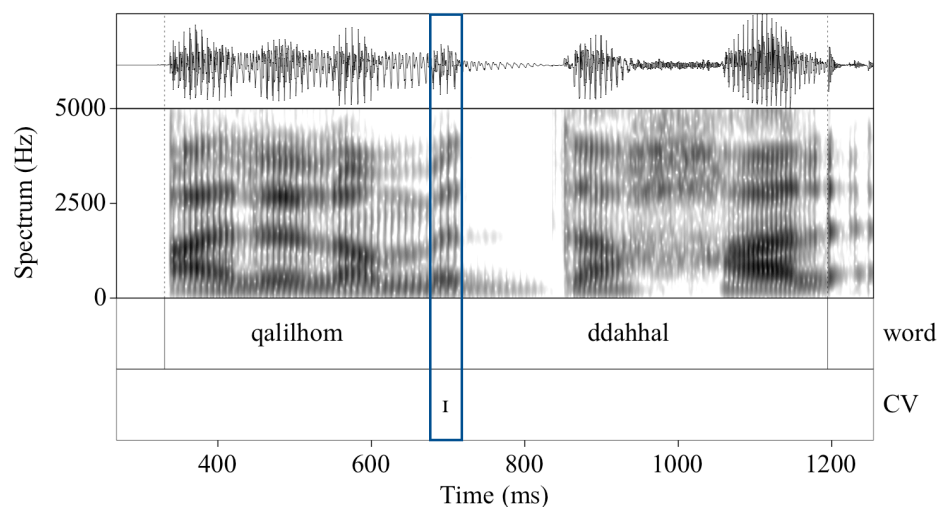 5000
2500
0
Spectrum (Hz)
qalilhom ddahhal word
ɪ CV
400 600 800 1000 1200
Time (ms)